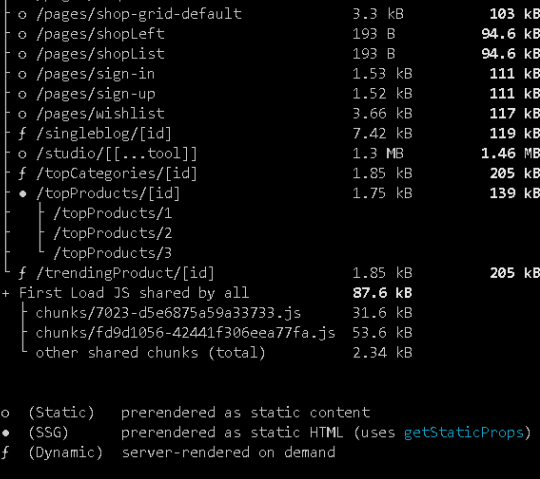 ├ o /pages/shop-grid-default 3.3 kB 103 kB
├ o /pages/shopLeft 193 B 94.6 kB
├ o /pages/shopList 193 B 94.6 kB
├ o /pages/sign-in 1.53 kB 111 kB
├ o /pages/sign-up 1.52 kB 111 kB
├ o /pages/wishlist 3.66 kB 117 kB
├ ƒ /singleblog/[id] 7.42 kB 119 kB
├ o /studio/[[...tool]] 1.3 MB 1.46 MB
├ ƒ /topCategories/[id] 1.85 kB 205 kB
├ ● /topProducts/[id] 1.75 kB 139 kB
├ ├ /topProducts/1
├ ├ /topProducts/2
├ └ /topProducts/3
└ ƒ /trendingProduct/[id] 1.85 kB 205 kB
+ First Load JS shared by all 87.6 kB
├ chunks/7023-d5e6875a59a33733.js 31.6 kB
├ chunks/fd9d1056-42441f306eea77fa.js 53.6 kB
└ other shared chunks (total) 2.34 kB
o (Static) prerendered as static content
● (SSG) prerendered as static HTML (uses getStaticProps)
ƒ (Dynamic) server-rendered on demand